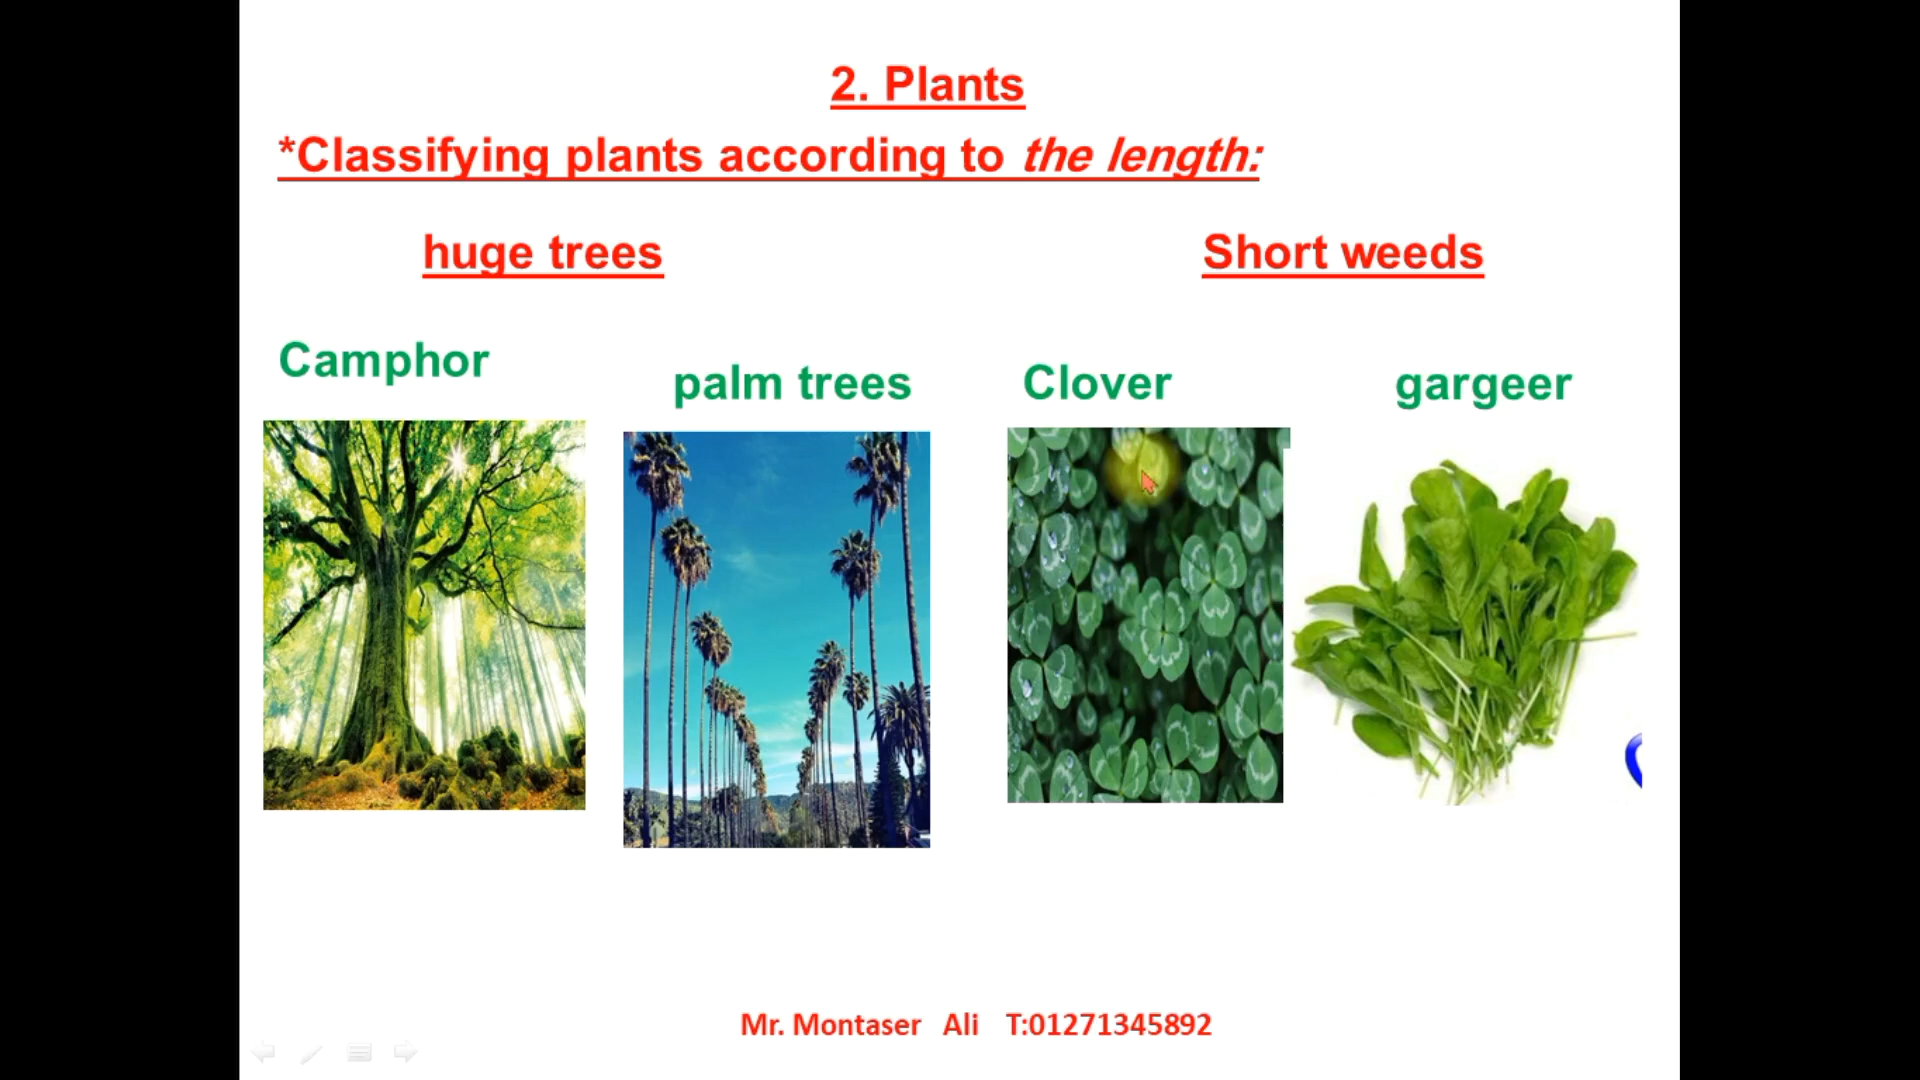 2. Plants
*Classifying plants according to the length:
huge trees
Short weeds
Camphor
palm trees
Clover
gargeer
Mr. Montaser Ali T:01271345892